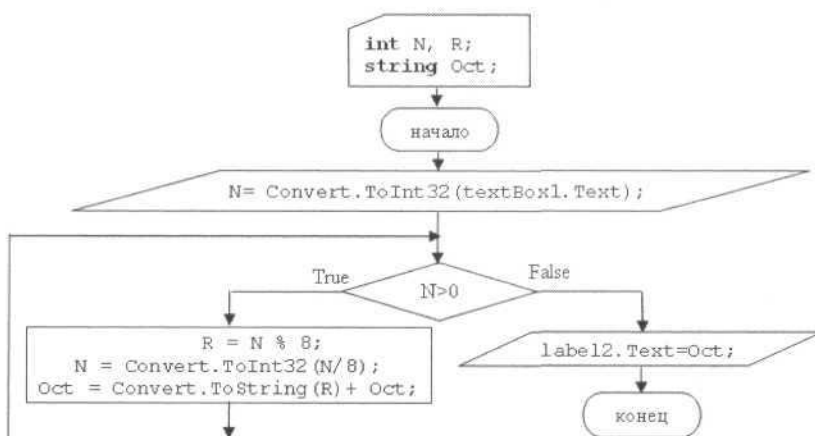 int N, R;
string Oct;
начало
N= Convert.ToInt32(textBox1.Text);
True
False
N>0
R = N % 8;
N = Convert.ToInt32(N/8);
Oct = Convert.ToString(R)+ Oct;
label2.Text=Oct;
конец